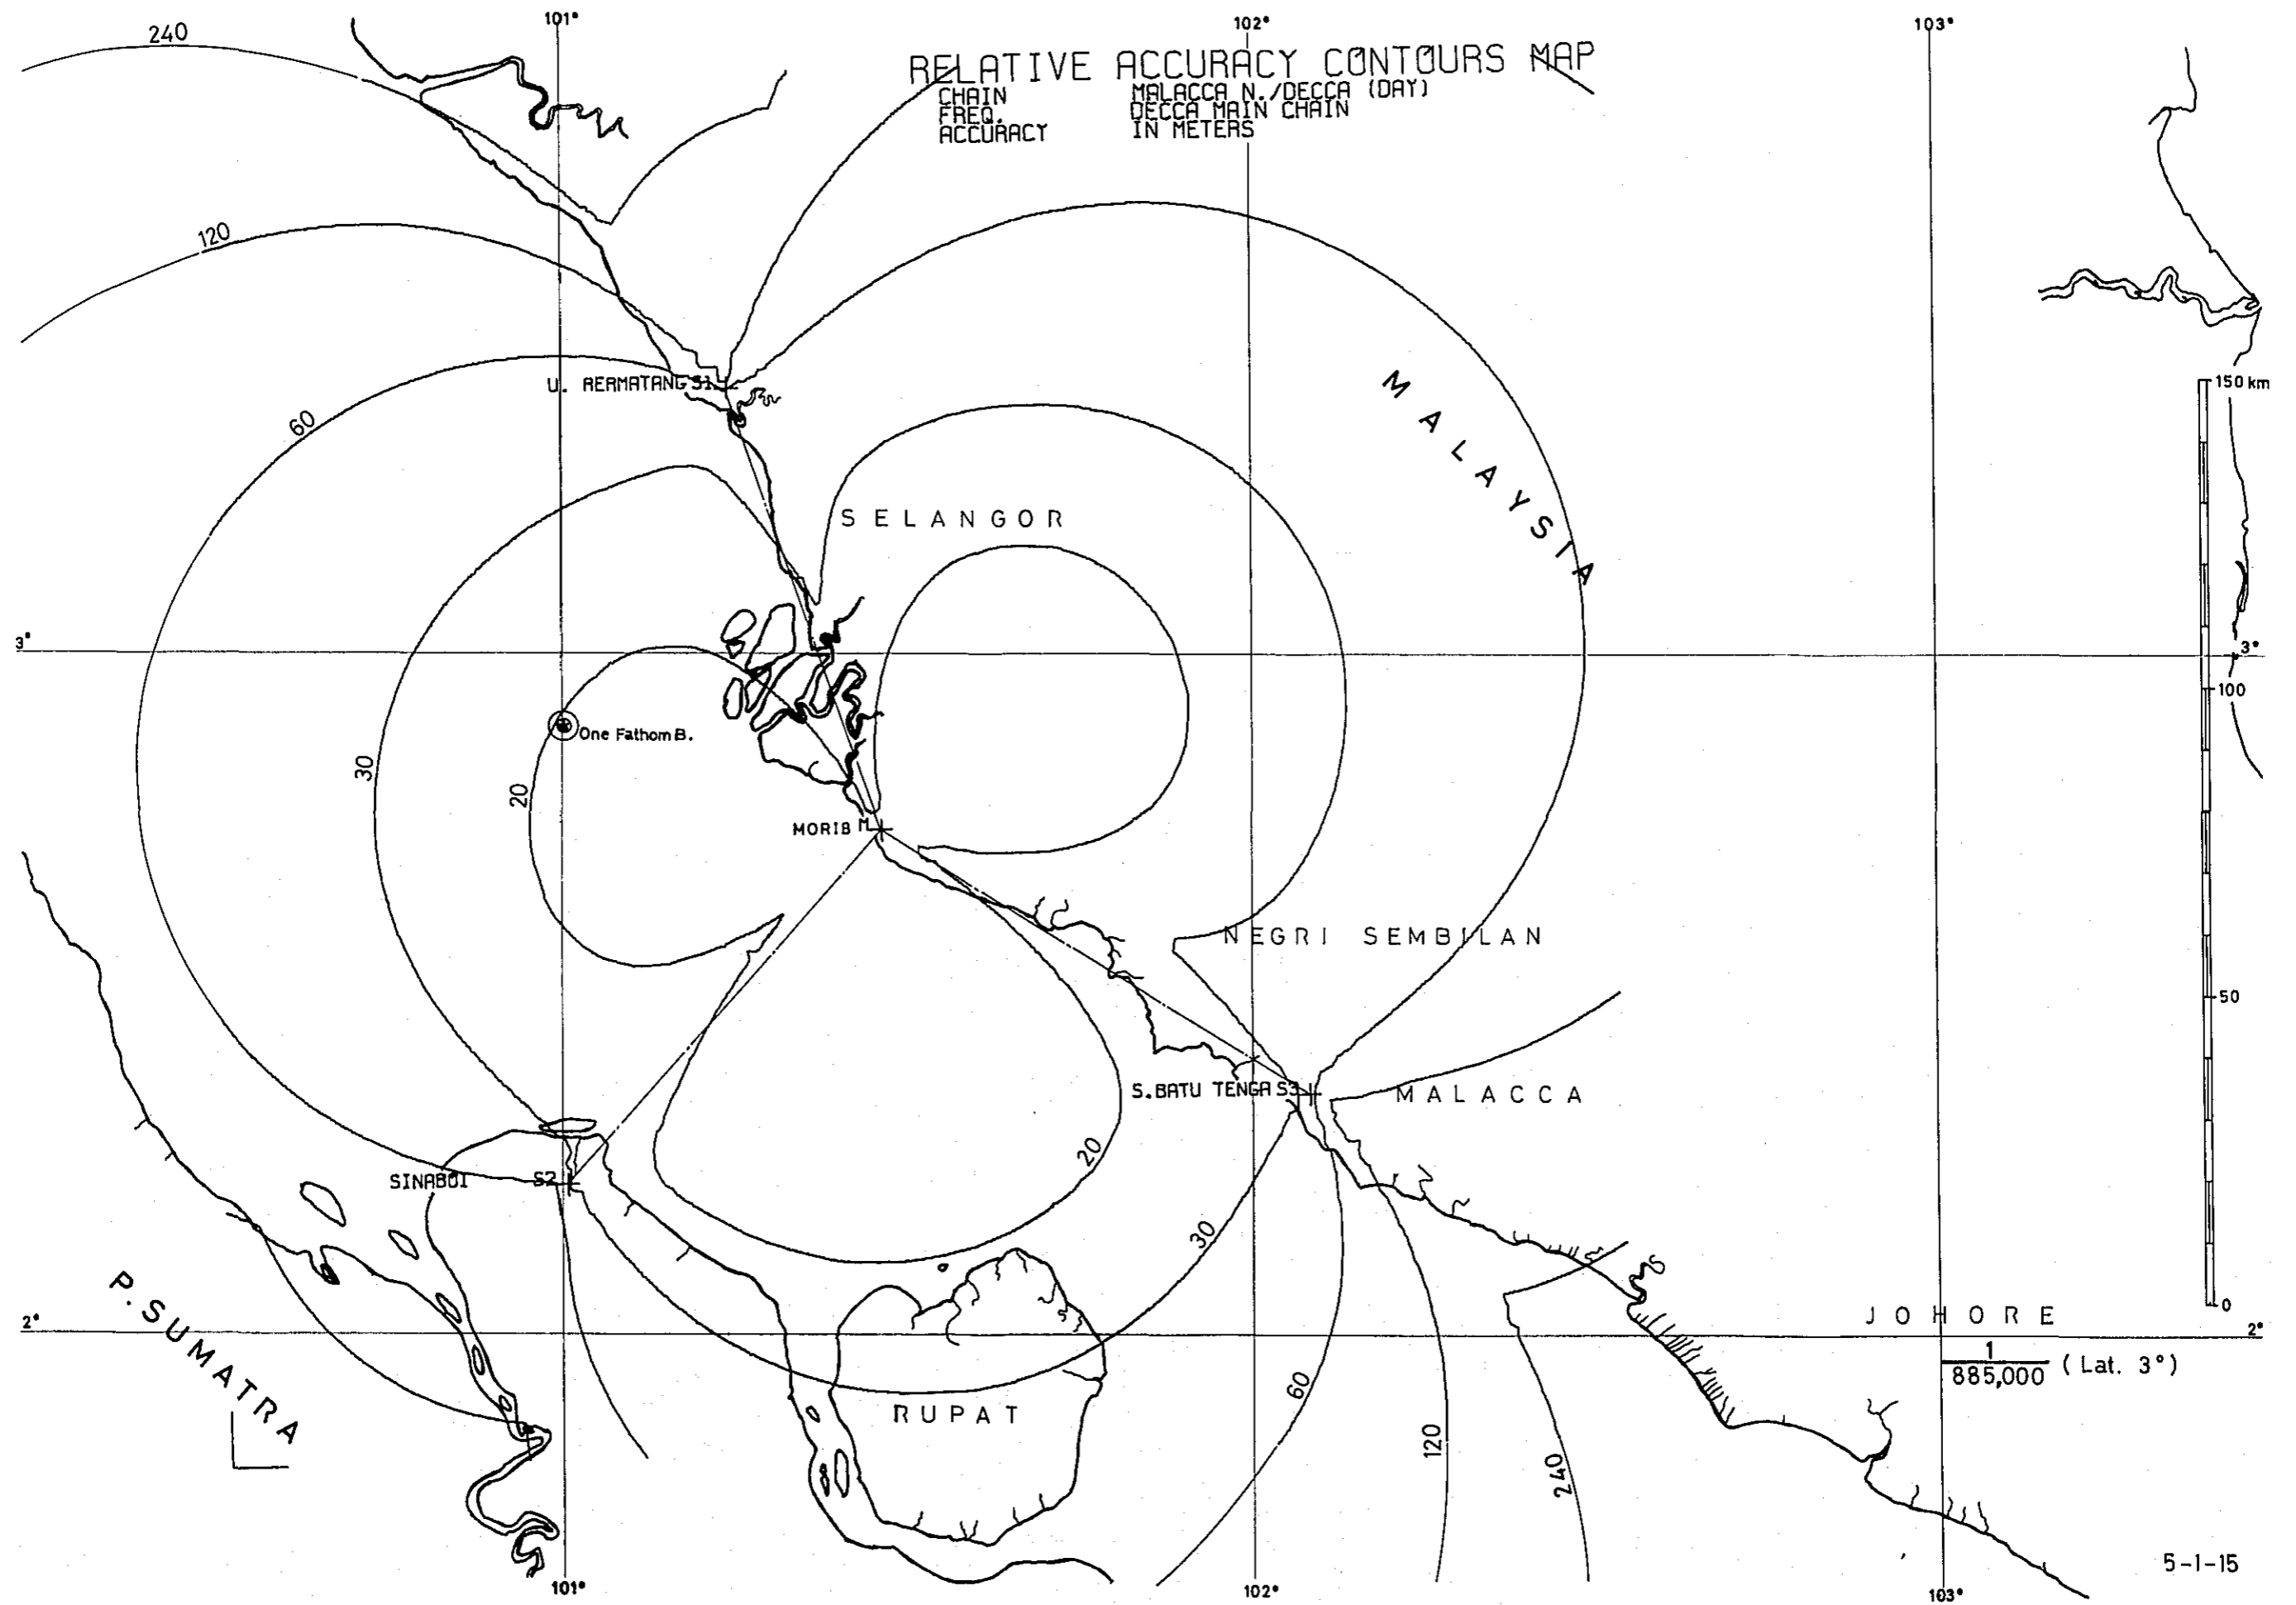 101°
102°
103°
240
RELATIVE ACCURACY CONTOURS MAP
CHAIN MALACCA N./DECCA (DAY)
FREQ. DECCA MAIN CHAIN
ACCURACY IN METERS
120
U. AERMATANG S1
150 km
60
MALAYSIA
SELANGOR
3°
3°
100
One Fathom B.
30
20
MORIB M
NEGRI SEMBILAN
50
S.BATU TENGA S3
MALACCA
20
SINABOI S2
30
P.SUMATRA
0
JOHORE
2°
2°
1
885,000 (Lat. 3°)
60
RUPAT
120
240
5-1-15
101°
102°
103°